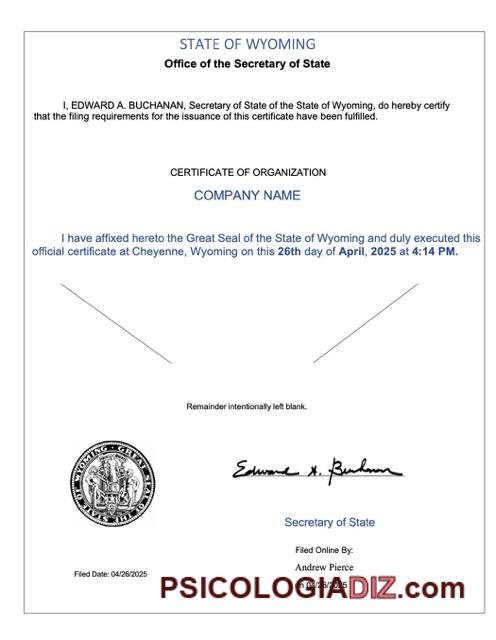 STATE OF WYOMING
Office of the Secretary of State
I, EDWARD A. BUCHANAN, Secretary of State of the State of Wyoming, do hereby certify
that the filing requirements for the issuance of this certificate have been fulfilled.
CERTIFICATE OF ORGANIZATION
COMPANY NAME
I have affixed hereto the Great Seal of the State of Wyoming and duly executed this
official certificate at Cheyenne, Wyoming on this 26th day of April, 2025 at 4:14 PM.
Remainder intentionally left blank.
GREAT SEAL OF THE STATE OF WYOMING
Edward A. Buchanan
Secretary of State
Filed Online By:
Andrew Pierce
Filed Date: 04/26/2025
PSICOLOGIADIZ.com